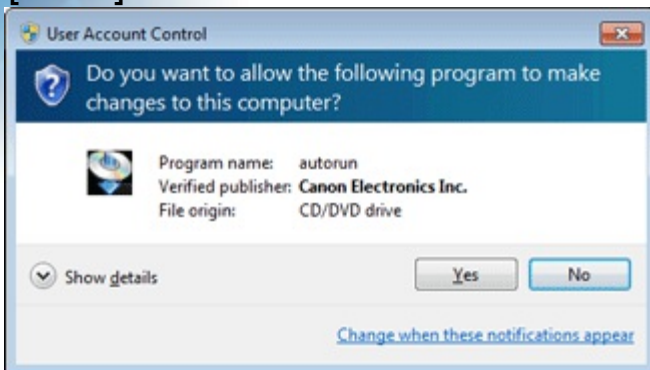 User Account Control
Do you want to allow the following program to make
changes to this computer?
Program name: autorun
Verified publisher: Canon Electronics Inc.
File origin: CD/DVD drive
Show details
Yes No
Change when these notifications appear